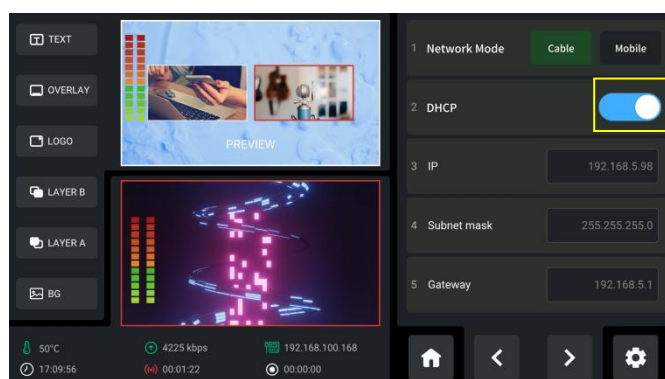 TEXT
OVERLAY
LOGO
LAYER B
LAYER A
BG
PREVIEW
50°C
4225 kbps
192.168.100.168
17:09:56
00:01:22
00:00:00
1 Network Mode Cable Mobile
2 DHCP
3 IP 192.168.5.98
4 Subnet mask 255.255.255.0
5 Gateway 192.168.5.1